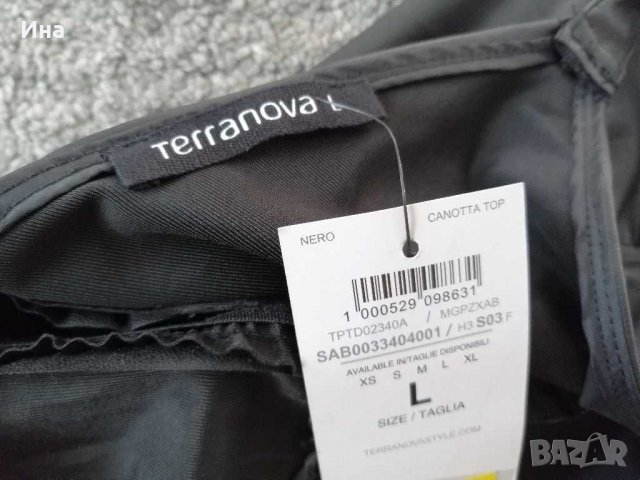 Ина
Terranova L
NERO
CANOTTA TOP
1 000529 098631
TPTD02340A / MGPZXAB
SAB0033404001 / H3 S03 F
AVAILABLE IN/TAGLIE DISPONIBILI
XS S M L XL
L
SIZE / TAGLIA
TERRANOVASTYLE.COM
BAZAR